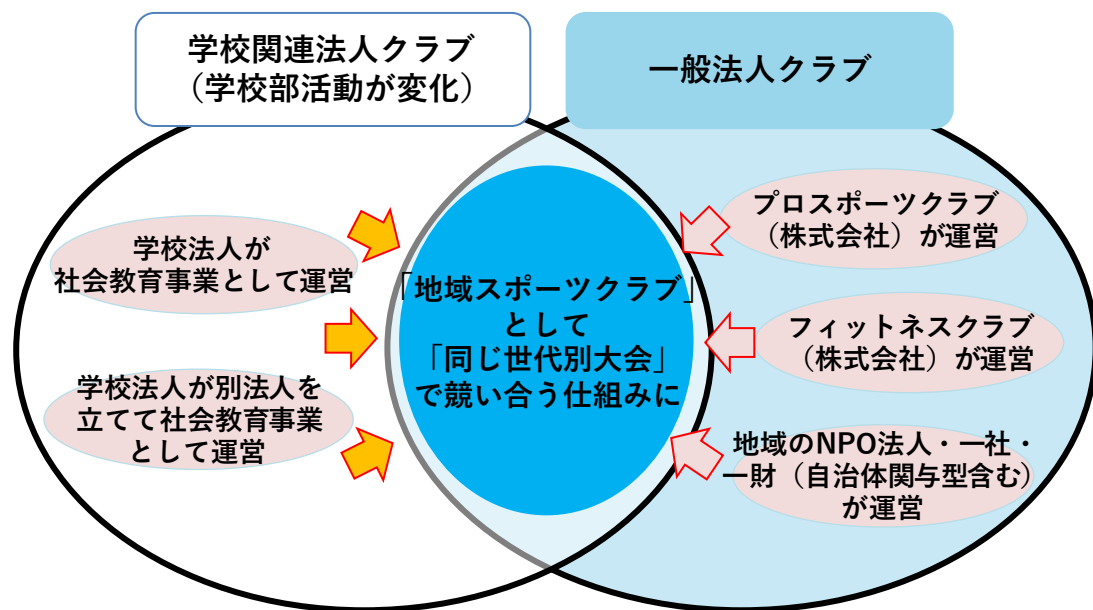 学校関連法人クラブ
（学校部活動が変化）
一般法人クラブ
学校法人が
社会教育事業として運営
学校法人が別法人を
立てて社会教育事業
として運営
「地域スポーツクラブ」
として
「同じ世代別大会」
で競い合う仕組みに
プロスポーツクラブ
（株式会社）が運営
フィットネスクラブ
（株式会社）が運営
地域のNPO法人・一社・
一財（自治体関与型含む）
が運営